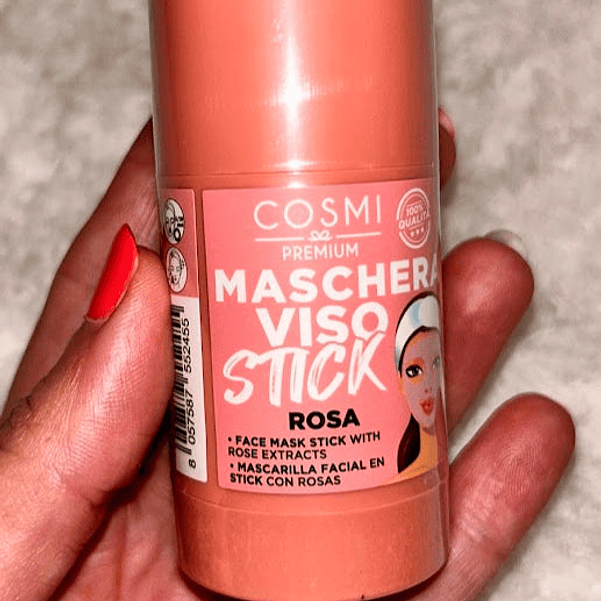 COSMI
PREMIUM
100%
QUALITÀ
MASCHERA
VISO
STICK
ROSA
• FACE MASK STICK WITH
ROSE EXTRACTS
• MASCARILLA FACIAL EN
STICK CON ROSAS
8 057587 552455